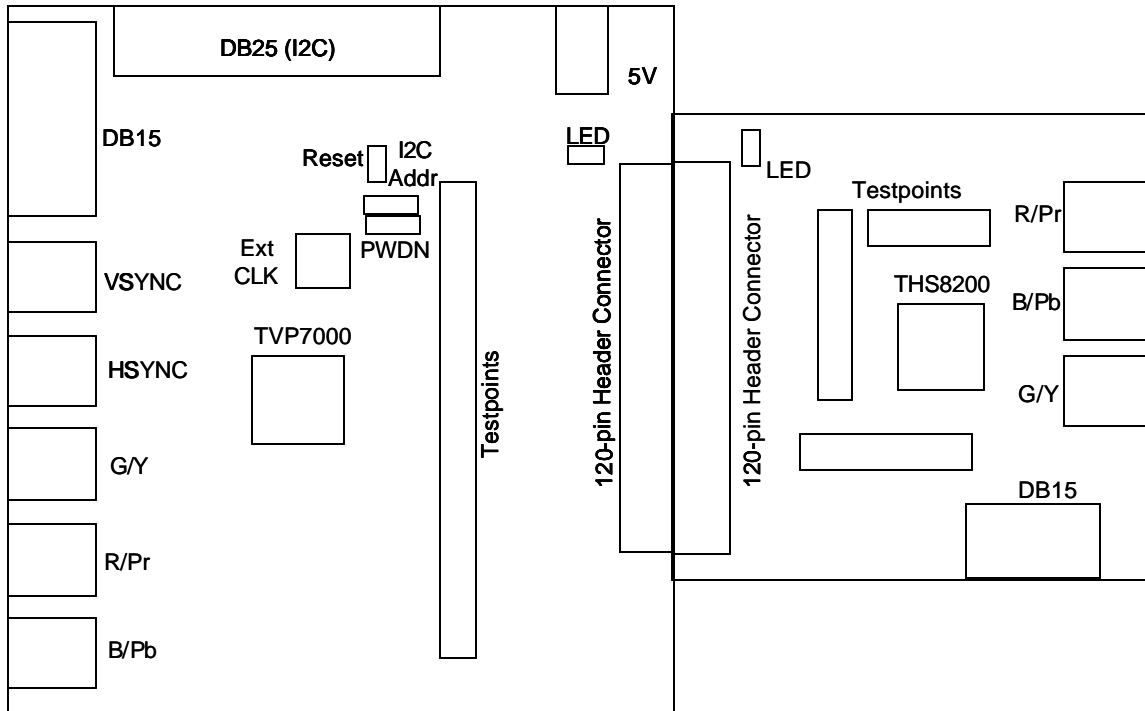 DB25 (I2C)
5V
DB15
LED
Reset
I2C
Addr
LED
Testpoints
R/Pr
Ext
CLK
PWDN
VSYNC
THS8200
B/Pb
TVP7000
HSYNC
Testpoints
120-pin Header Connector
120-pin Header Connector
G/Y
G/Y
DB15
R/Pr
B/Pb